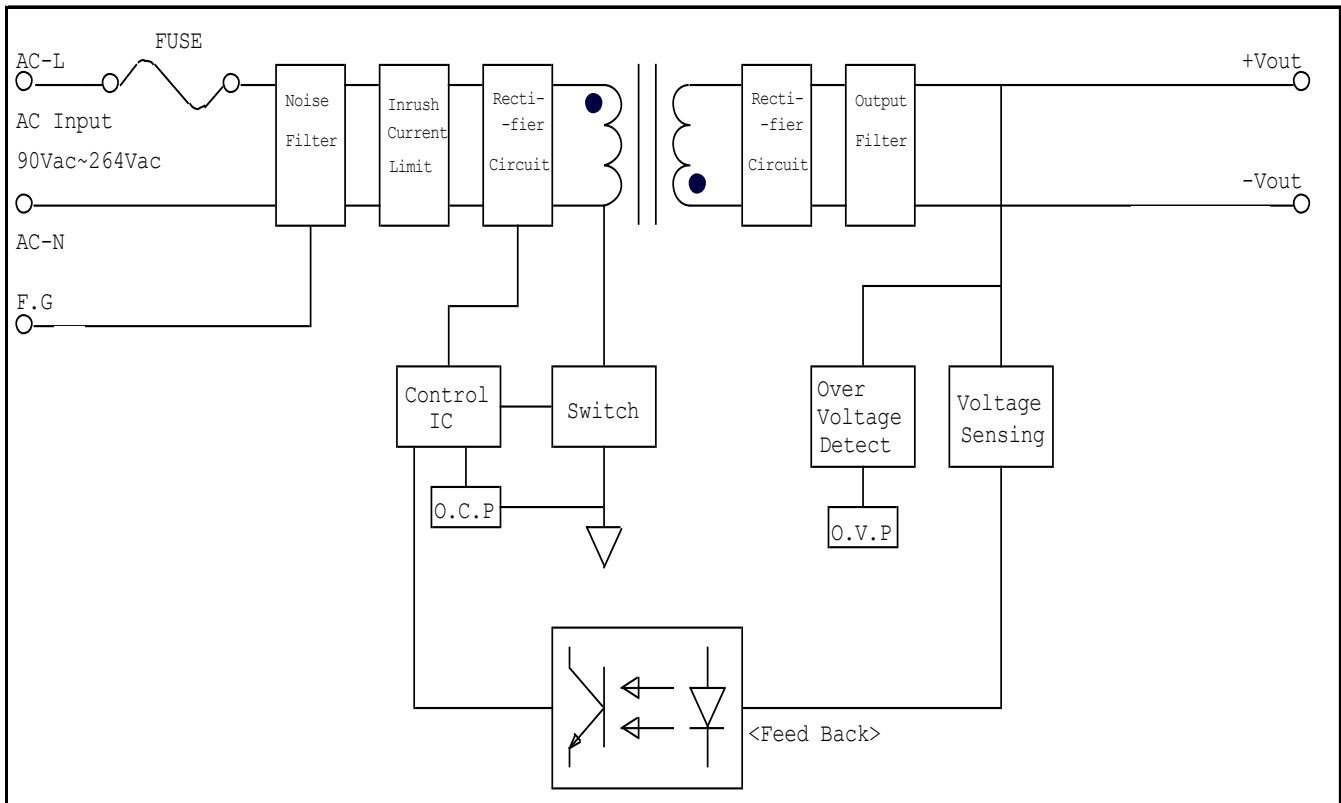 FUSE
AC-L
AC Input
90Vac~264Vac
AC-N
F.G
Noise
Filter
Inrush
Current
Limit
Recti-
-fier
Circuit
Recti-
-fier
Circuit
Output
Filter
+Vout
-Vout
Control
IC
Switch
O.C.P
Over
Voltage
Detect
O.V.P
Voltage
Sensing
<Feed Back>